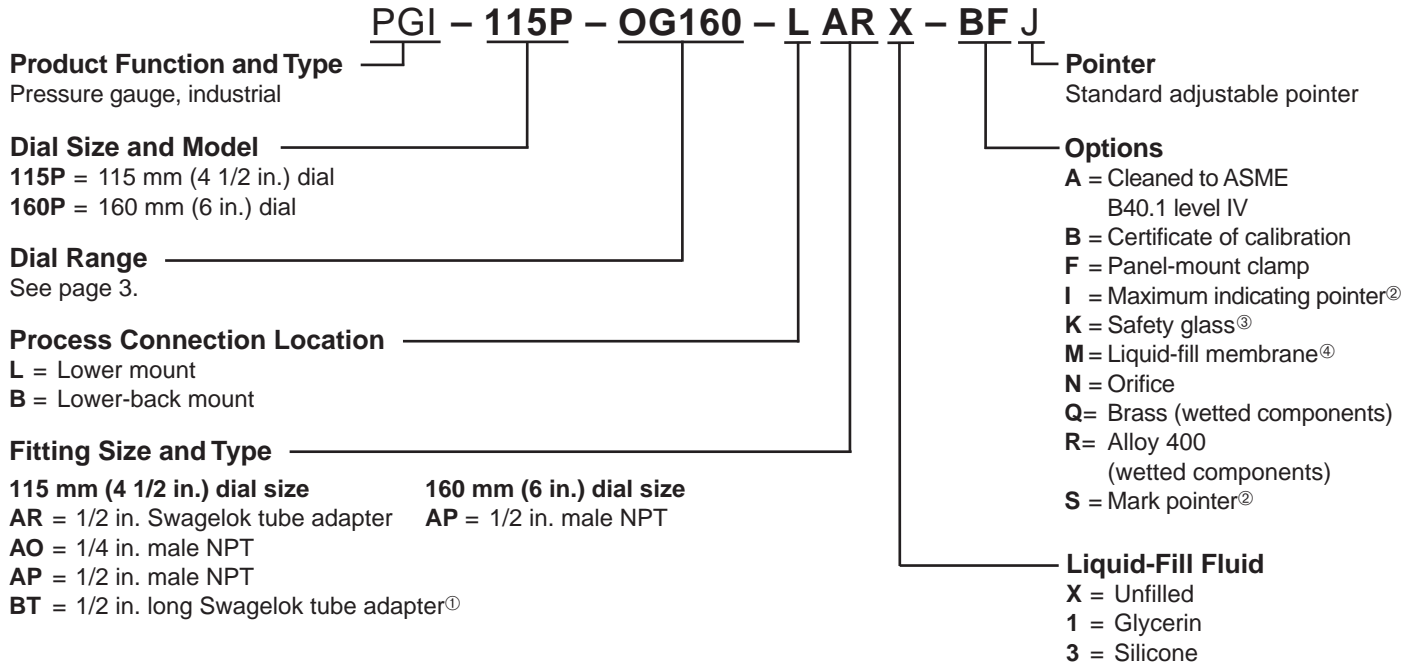 PGI – 115P – OG160 – L AR X – BF J
Product Function and Type
Pressure gauge, industrial
Dial Size and Model
115P = 115 mm (4 1/2 in.) dial
160P = 160 mm (6 in.) dial
Dial Range
See page 3.
Process Connection Location
L = Lower mount
B = Lower-back mount
Fitting Size and Type
115 mm (4 1/2 in.) dial size
AR = 1/2 in. Swagelok tube adapter
AO = 1/4 in. male NPT
AP = 1/2 in. male NPT
BT = 1/2 in. long Swagelok tube adapter①
160 mm (6 in.) dial size
AP = 1/2 in. male NPT
Pointer
Standard adjustable pointer
Options
A = Cleaned to ASME
B40.1 level IV
B = Certificate of calibration
F = Panel-mount clamp
I = Maximum indicating pointer②
K = Safety glass③
M = Liquid-fill membrane④
N = Orifice
Q= Brass (wetted components)
R= Alloy 400
(wetted components)
S = Mark pointer②
Liquid-Fill Fluid
X = Unfilled
1 = Glycerin
3 = Silicone